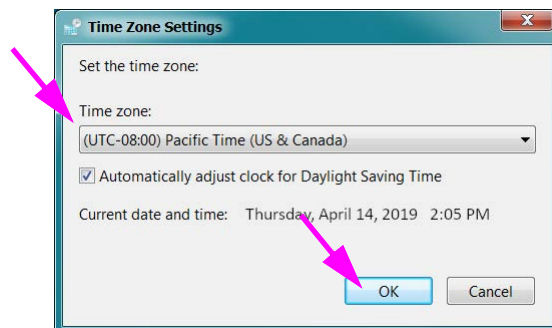 Time Zone Settings
Set the time zone:
Time zone:
(UTC-08:00) Pacific Time (US & Canada)
Automatically adjust clock for Daylight Saving Time
Current date and time: Thursday, April 14, 2019 2:05 PM
OK Cancel